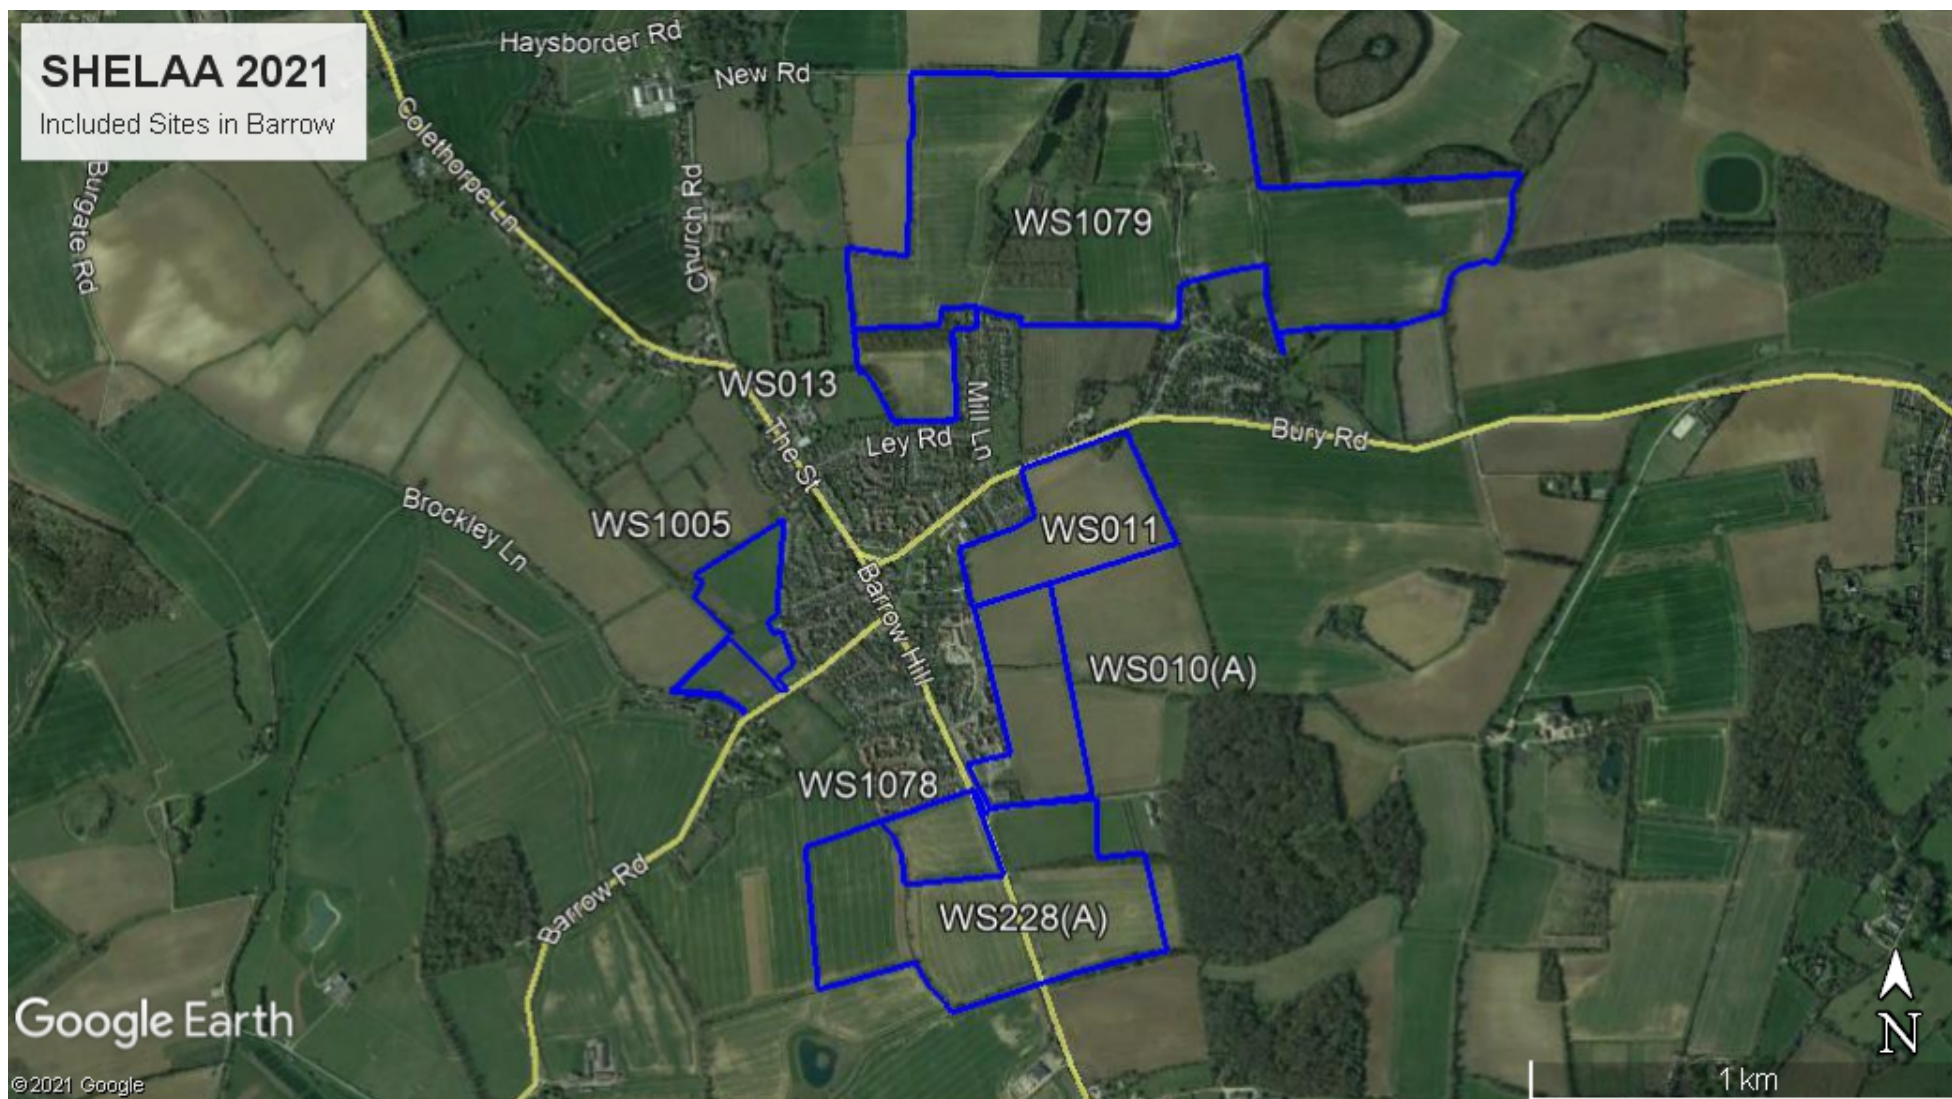 SHELAA 2021
Included Sites in Barrow
Haysborder Rd
New Rd
Colethorpe Ln
Burgate Rd
Church Rd
WS1079
WS013
Mill Ln
The St
Ley Rd
Bury Rd
Brockley Ln
WS1005
WS011
Barrow Hill
WS010(A)
WS1078
Barrow Rd
WS228(A)
Google Earth
N
©2021 Google
1 km